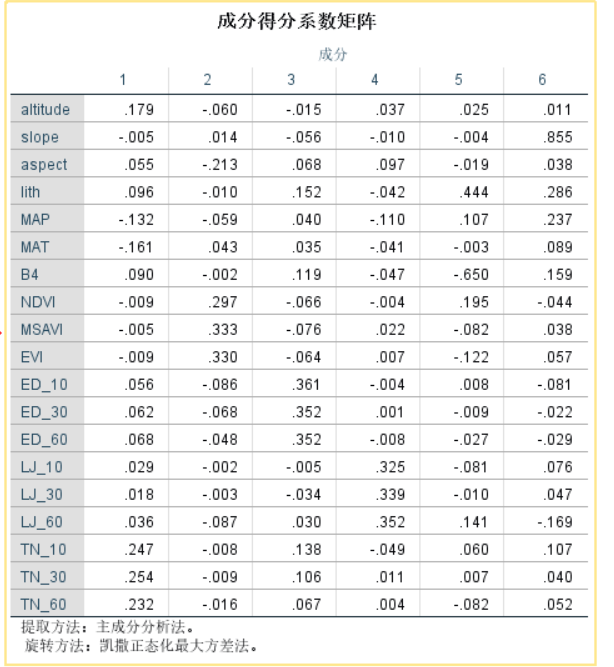 成分得分系数矩阵
成分
1 2 3 4 5 6
altitude .179 -.060 -.015 .037 .025 .011
slope -.005 .014 -.056 -.010 -.004 .855
aspect .055 -.213 .068 .097 -.019 .038
lith .096 -.010 .152 -.042 .444 .286
MAP -.132 -.059 .040 -.110 .107 .237
MAT -.161 .043 .035 -.041 -.003 .089
B4 .090 -.002 .119 -.047 -.650 .159
NDVI -.009 .297 -.066 -.004 .195 -.044
MSAVI -.005 .333 -.076 .022 -.082 .038
EVI -.009 .330 -.064 .007 -.122 .057
ED_10 .056 -.086 .361 -.004 .008 -.081
ED_30 .062 -.068 .352 .001 -.009 -.022
ED_60 .068 -.048 .352 -.008 -.027 -.029
LJ_10 .029 -.002 -.005 .325 -.081 .076
LJ_30 .018 -.003 -.034 .339 -.010 .047
LJ_60 .036 -.087 .030 .352 .141 -.169
TN_10 .247 -.008 .138 -.049 .060 .107
TN_30 .254 -.009 .106 .011 .007 .040
TN_60 .232 -.016 .067 .004 -.082 .052
提取方法：主成分分析法。
旋转方法：凯撒正态化最大方差法。